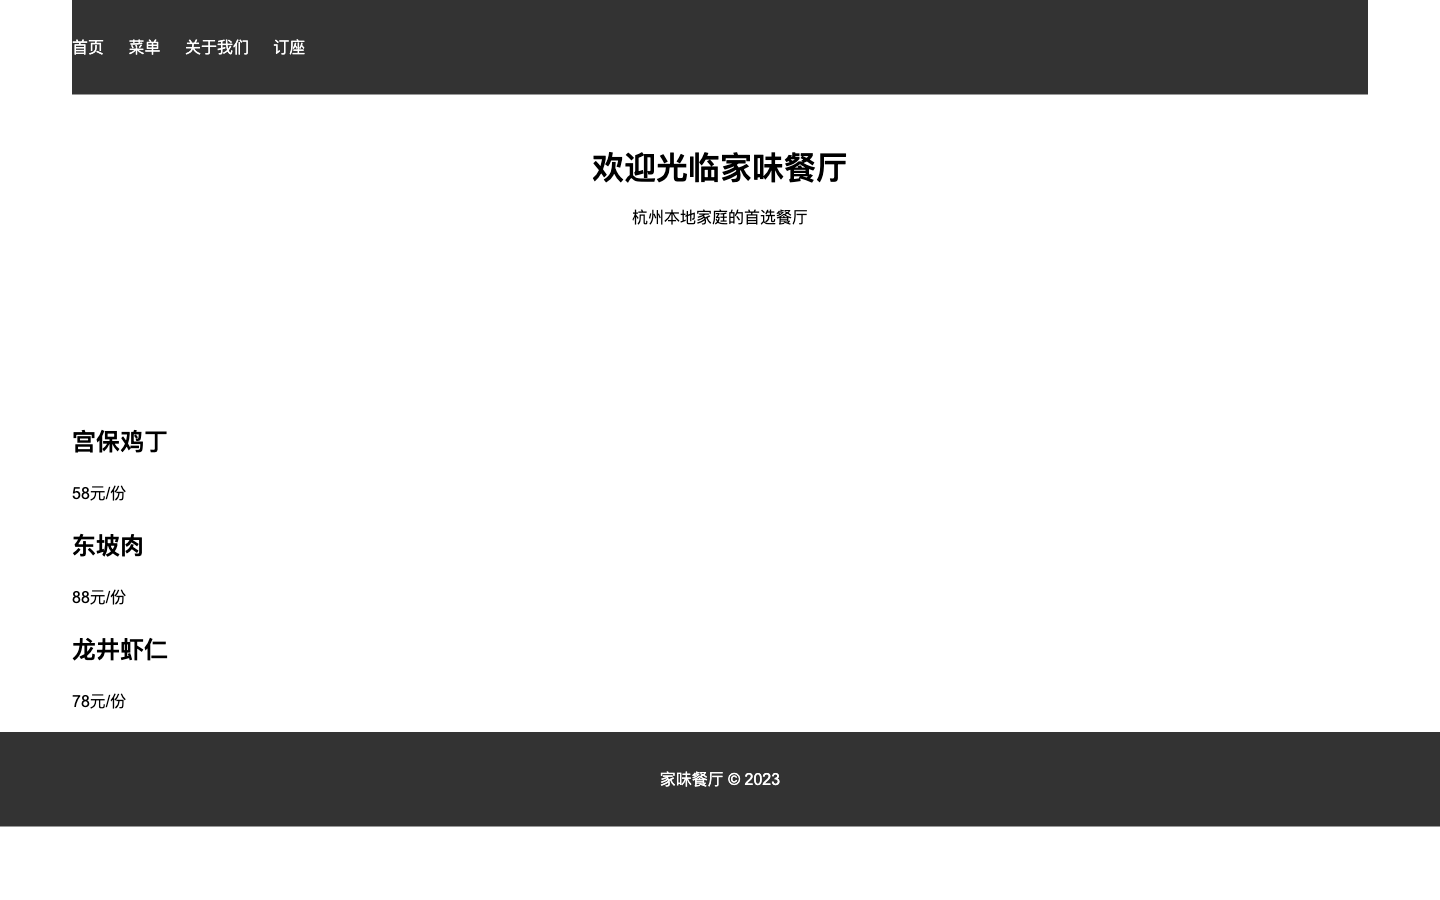 首页 菜单 关于我们 订座
欢迎光临家味餐厅
杭州本地家庭的首选餐厅
宫保鸡丁
58元/份
东坡肉
88元/份
龙井虾仁
78元/份
家味餐厅 © 2023